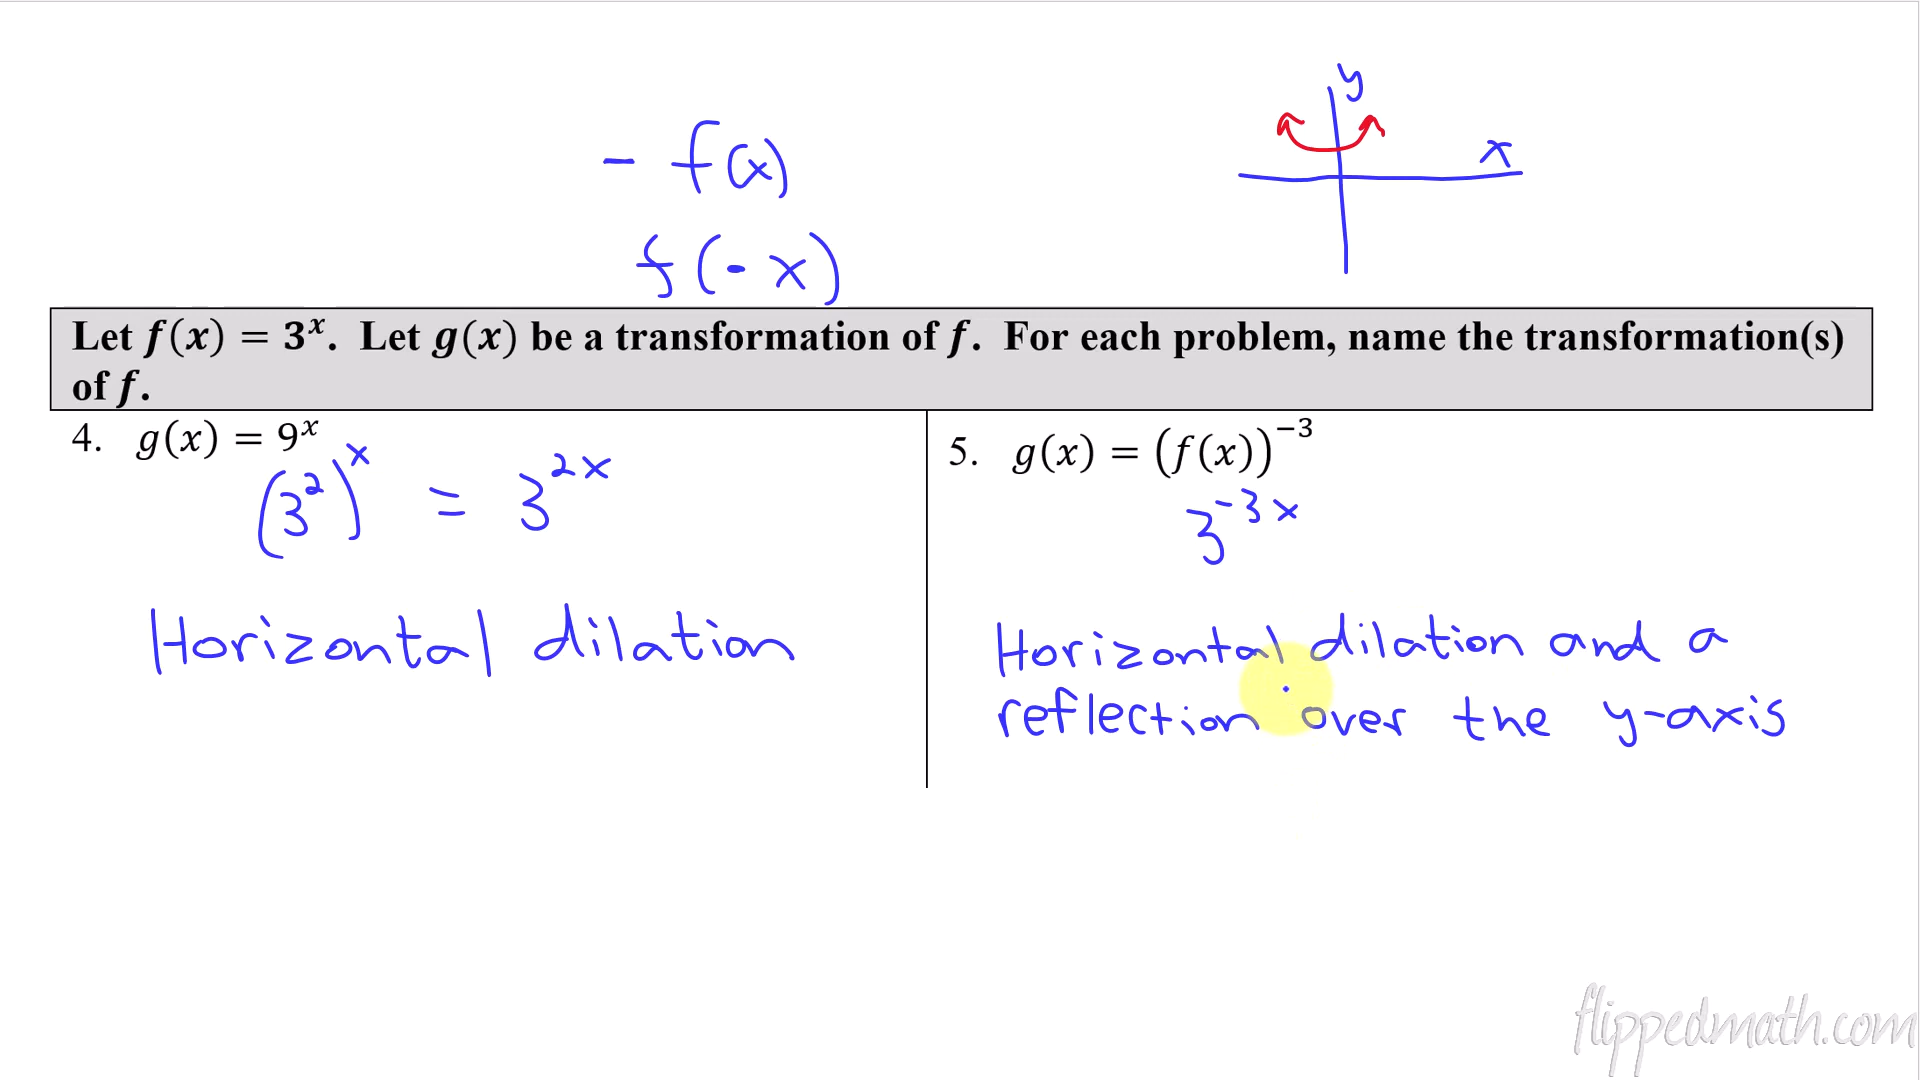 y
x
- f(x)
f(-x)
Let f(x) = 3^x. Let g(x) be a transformation of f. For each problem, name the transformation(s)
of f.
4. g(x) = 9^x
(3^2)^x = 3^{2x}
Horizontal dilation
5. g(x) = (f(x))^{-3}
3^{-3x}
Horizontal dilation and a
reflection over the y-axis
flippedmath.com